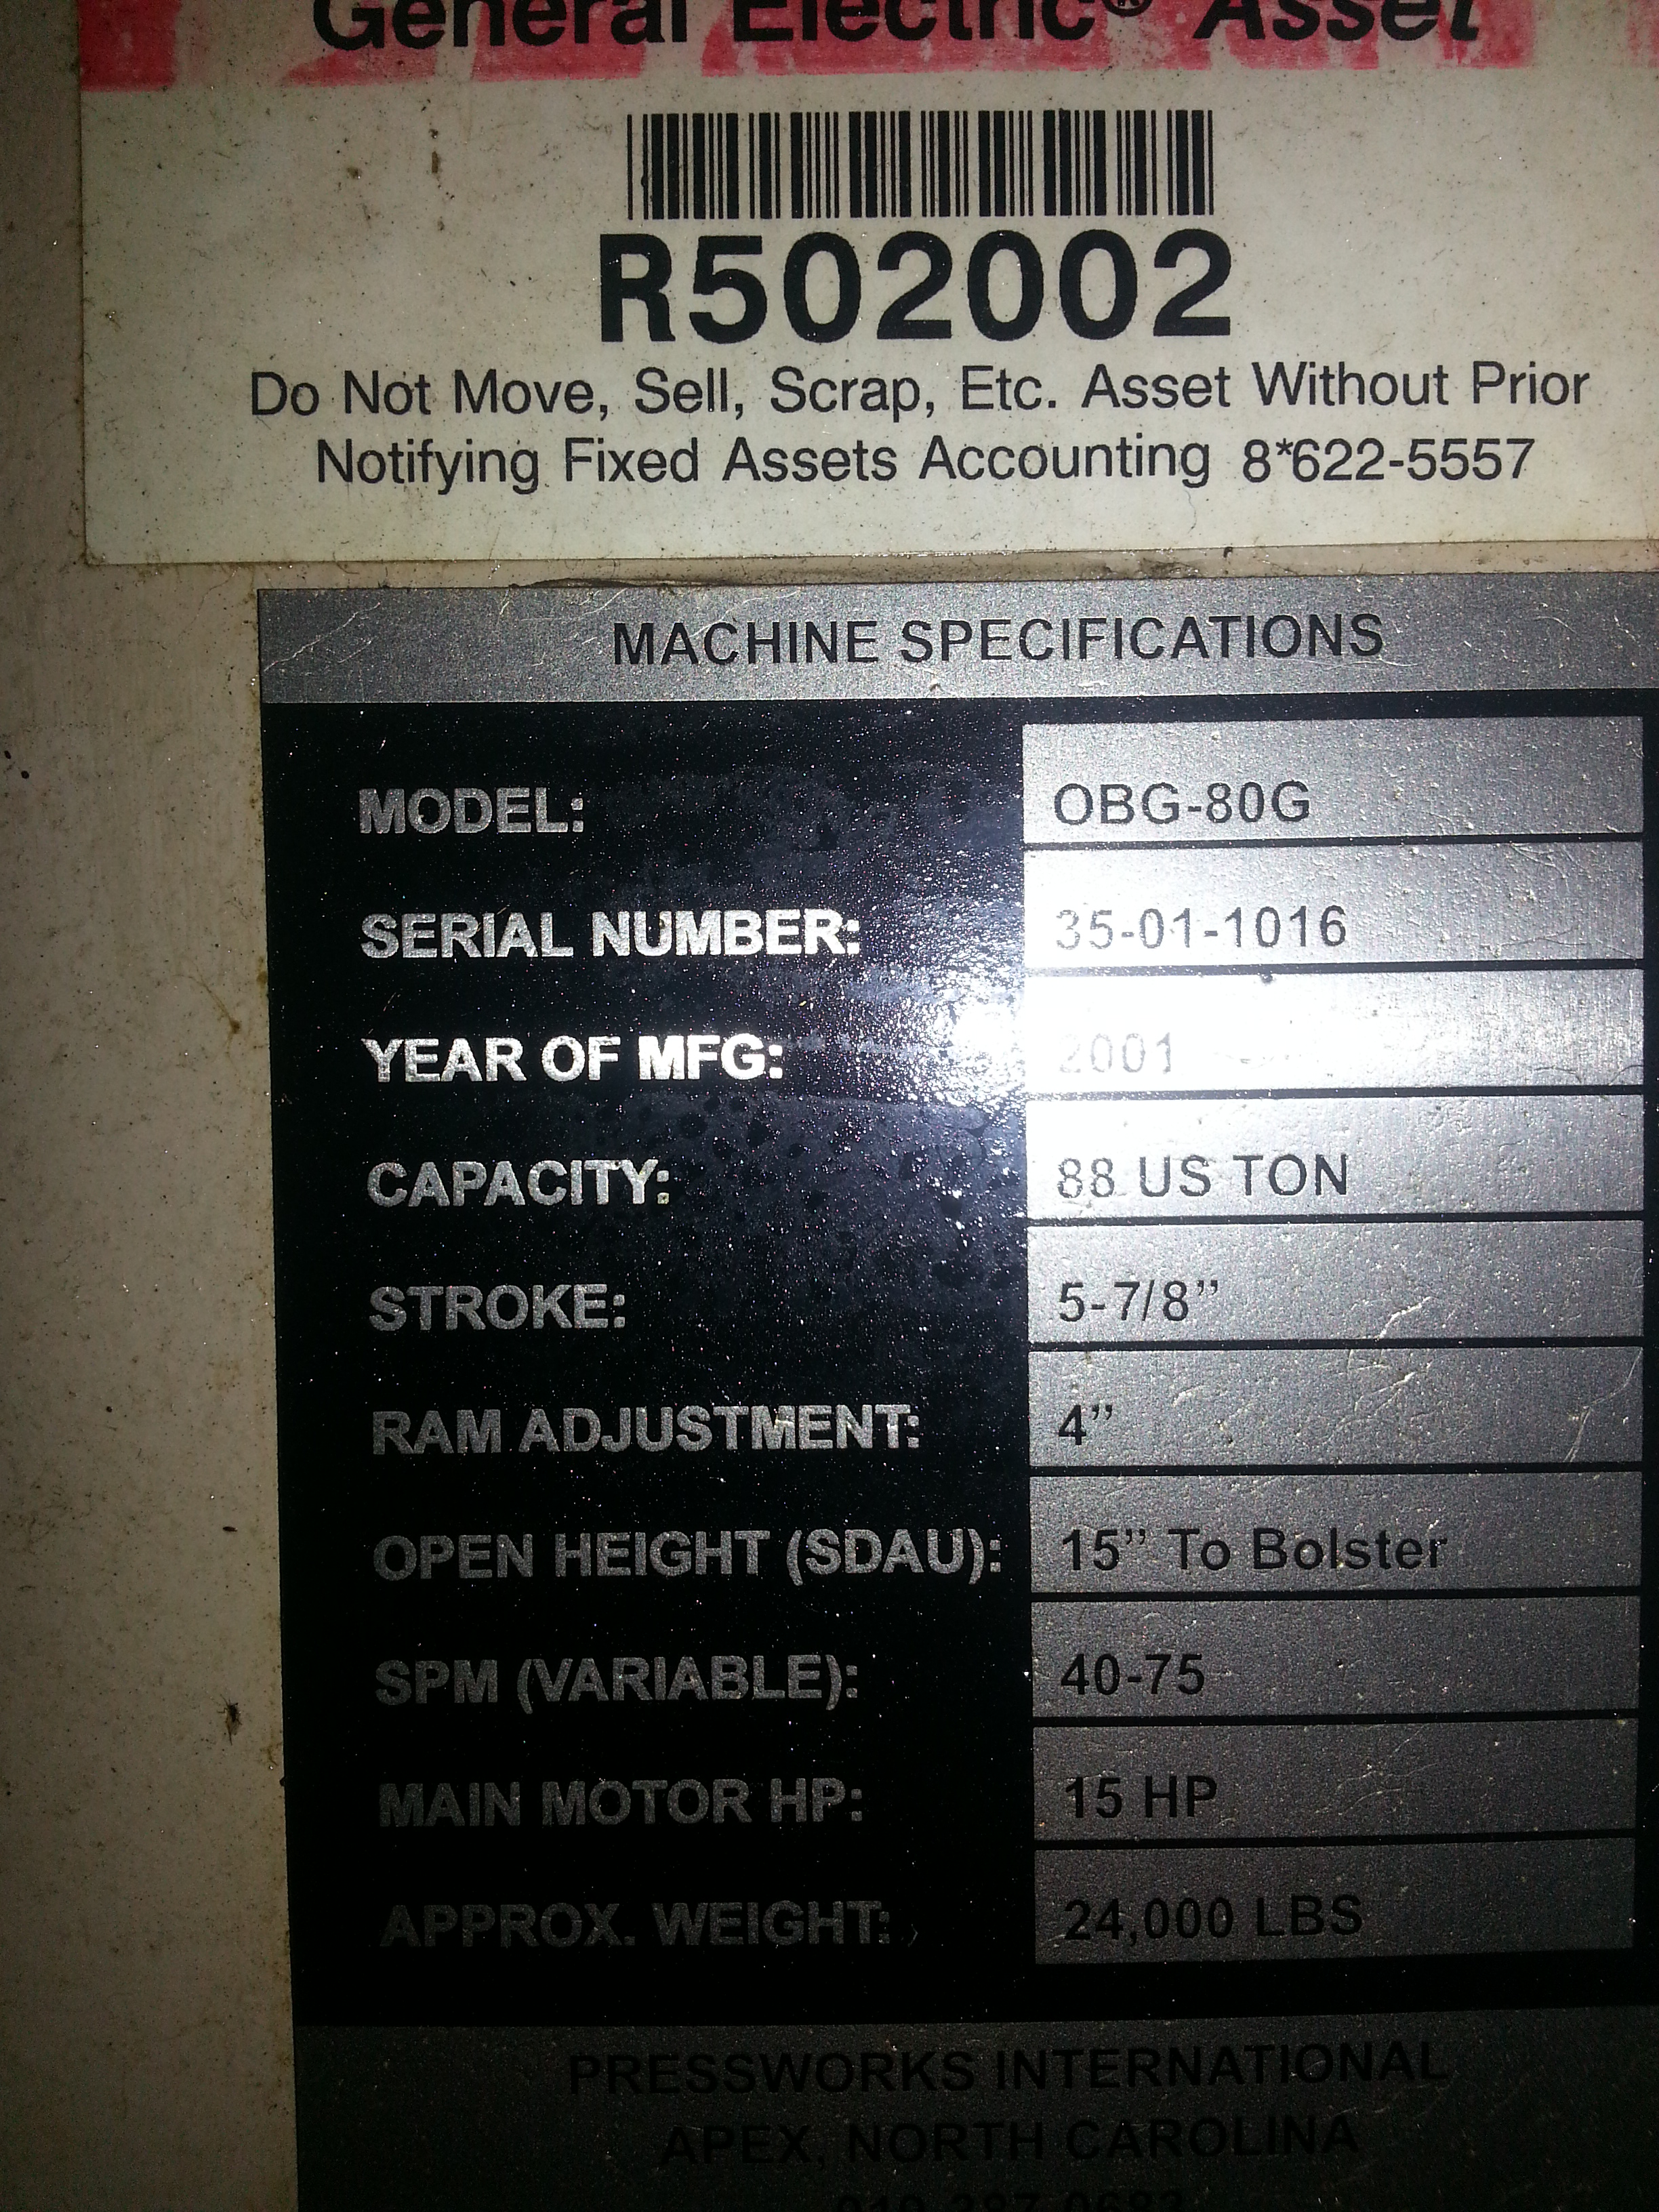 General Electric® Asset
R502002
Do Not Move, Sell, Scrap, Etc. Asset Without Prior
Notifying Fixed Assets Accounting 8*622-5557
MACHINE SPECIFICATIONS
MODEL: OBG-80G
SERIAL NUMBER: 35-01-1016
YEAR OF MFG: 2001
CAPACITY: 88 US TON
STROKE: 5-7/8”
RAM ADJUSTMENT: 4”
OPEN HEIGHT (SDAU): 15” To Bolster
SPM (VARIABLE): 40-75
MAIN MOTOR HP: 15 HP
APPROX. WEIGHT: 24,000 LBS
PRESSWORKS INTERNATIONAL
APEX, NORTH CAROLINA